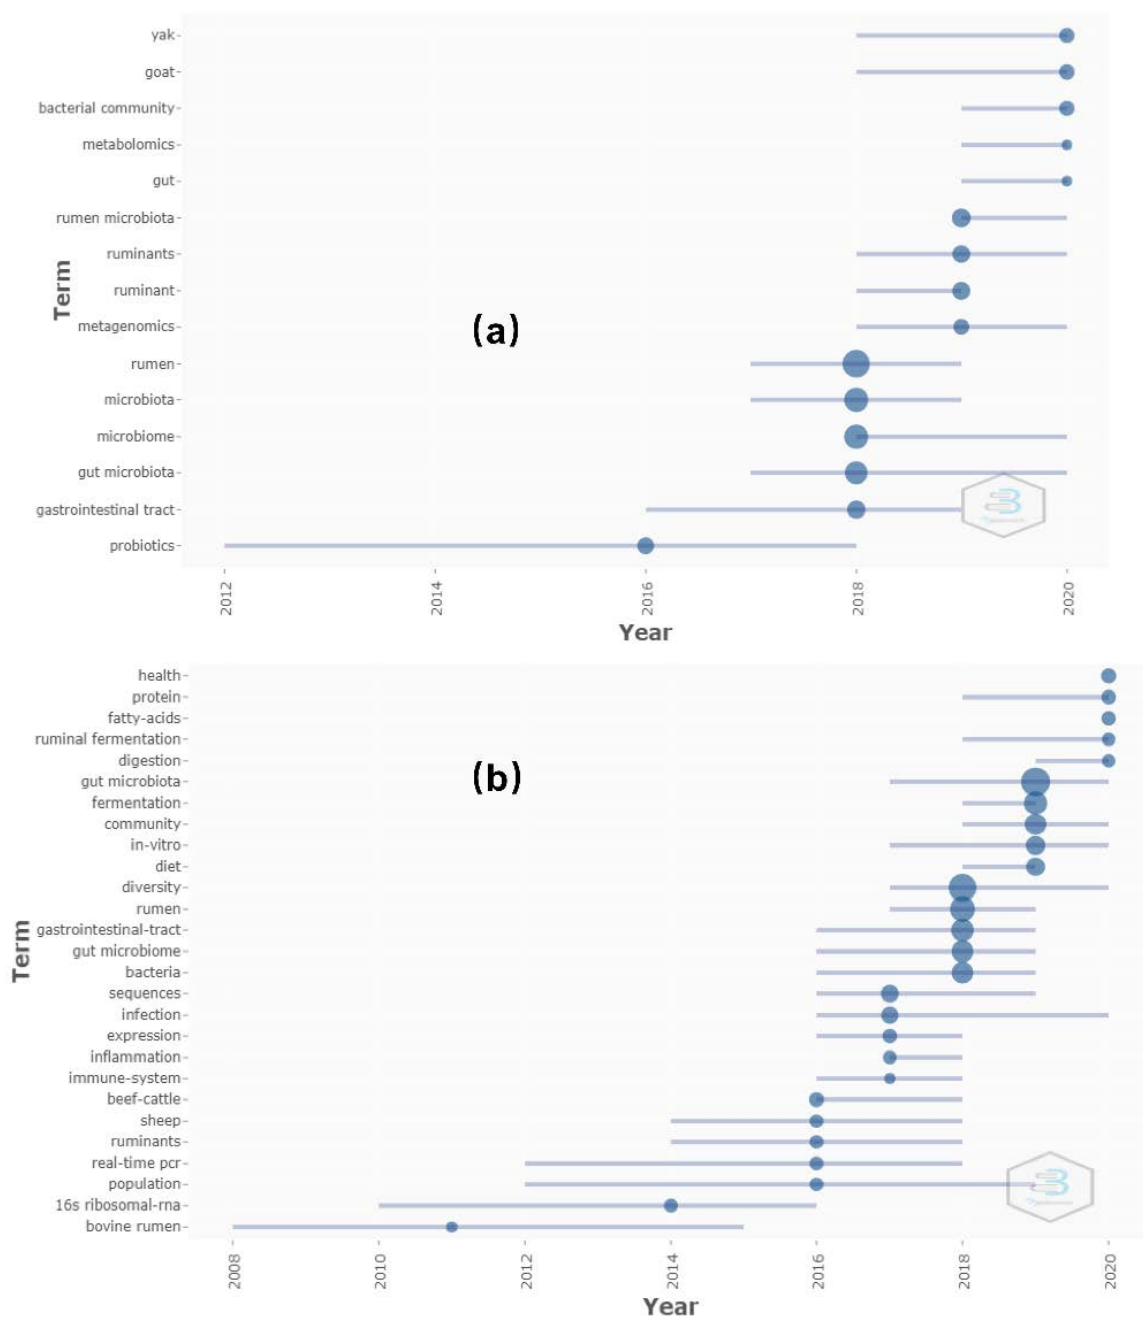 yak
goat
bacterial community
metabolomics
gut
rumen microbiota
ruminants
ruminant
metagenomics
rumen
microbiota
microbiome
gut microbiota
gastrointestinal tract
probiotics
Term
(a)
2012
2014
2016
2018
2020
Year
health
protein
fatty-acids
ruminal fermentation
digestion
gut microbiota
fermentation
community
in-vitro
diet
diversity
rumen
gastrointestinal-tract
gut microbiome
bacteria
sequences
infection
expression
inflammation
immune-system
beef-cattle
sheep
ruminants
real-time pcr
population
16s ribosomal-rna
bovine rumen
Term
(b)
2008
2010
2012
2014
2016
2018
2020
Year